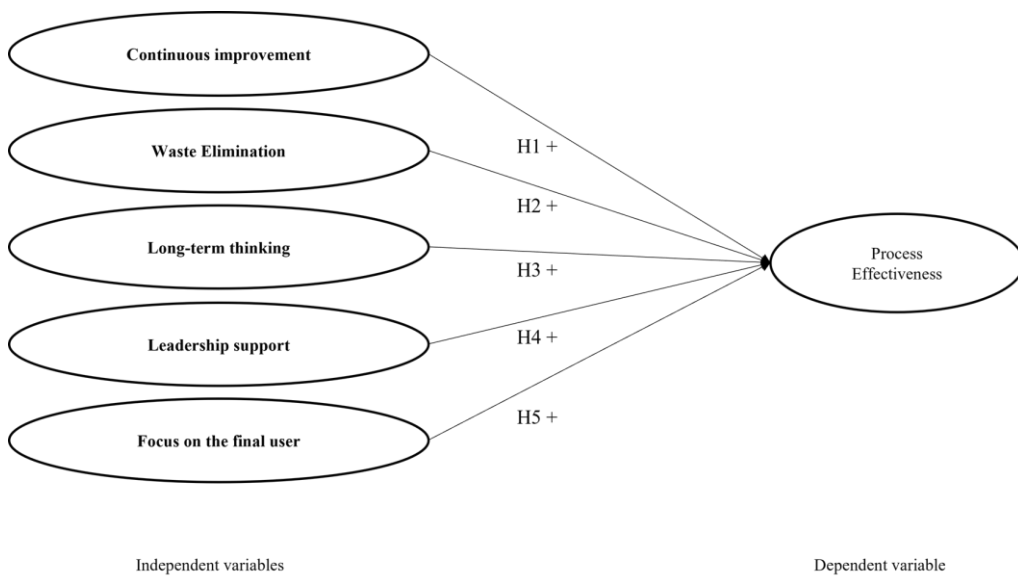 Continuous improvement
Waste Elimination
Long-term thinking
Leadership support
Focus on the final user
H1 +
H2 +
H3 +
H4 +
H5 +
Process
Effectiveness
Independent variables
Dependent variable